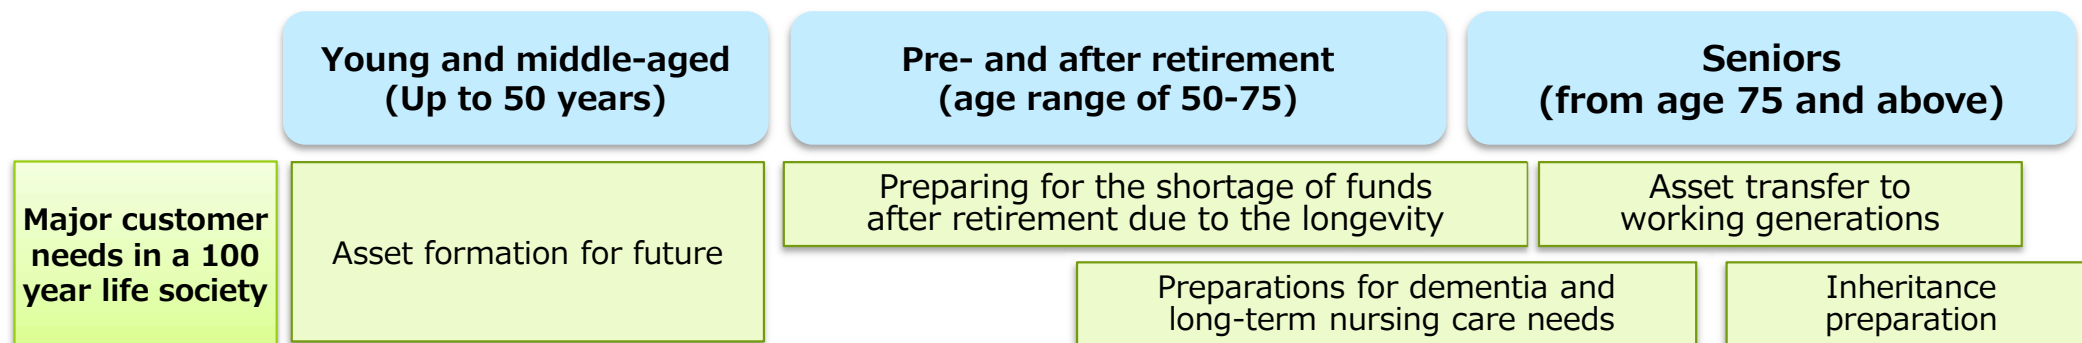 Young and middle-aged
(Up to 50 years)
Pre- and after retirement
(age range of 50-75)
Seniors
(from age 75 and above)
Major customer
needs in a 100
year life society
Asset formation for future
Preparing for the shortage of funds
after retirement due to the longevity
Asset transfer to
working generations
Preparations for dementia and
long-term nursing care needs
Inheritance
preparation